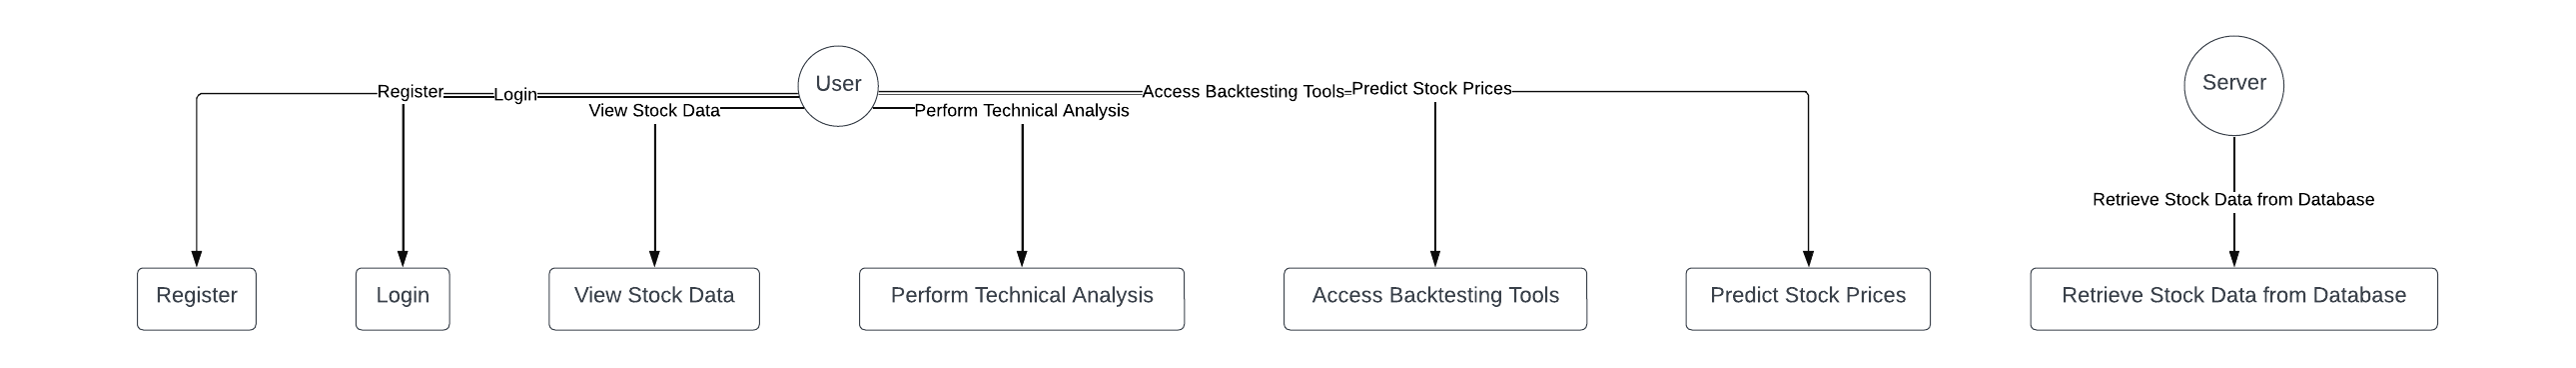 User
Server
Register
Login
View Stock Data
Perform Technical Analysis
Access Backtesting Tools
Predict Stock Prices
Retrieve Stock Data from Database
Register
Login
View Stock Data
Perform Technical Analysis
Access Backtesting Tools
Predict Stock Prices
Retrieve Stock Data from Database